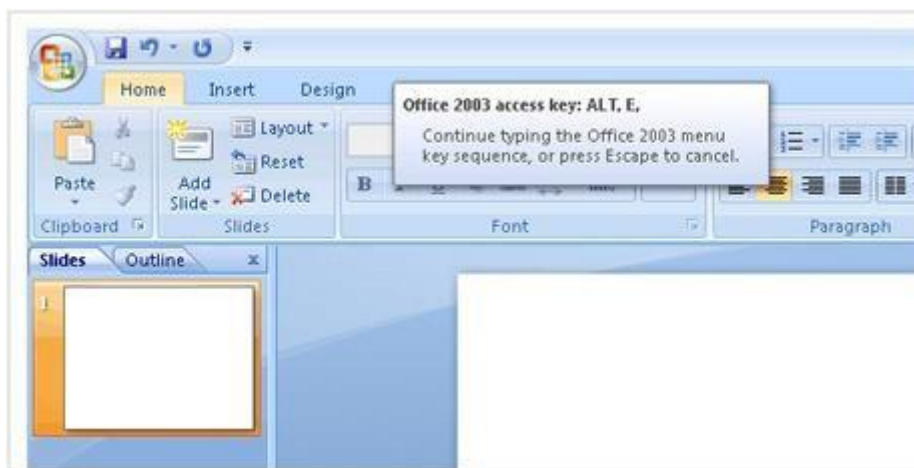 Home Insert Design
Office 2003 access key: ALT, E,
Continue typing the Office 2003 menu
key sequence, or press Escape to cancel.
Paste
Add
Slide
Layout
Reset
Delete
B
Clipboard Slides Font Paragraph
Slides Outline x
1